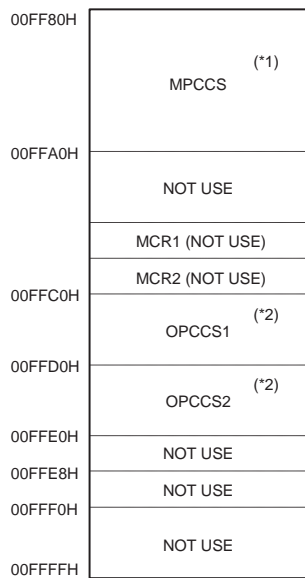 00FF80H
(*1)
MPCCS
00FFA0H
NOT USE
MCR1 (NOT USE)
MCR2 (NOT USE)
00FFC0H
(*2)
OPCCS1
00FFD0H
(*2)
OPCCS2
00FFE0H
NOT USE
00FFE8H
NOT USE
00FFF0H
NOT USE
00FFFFH